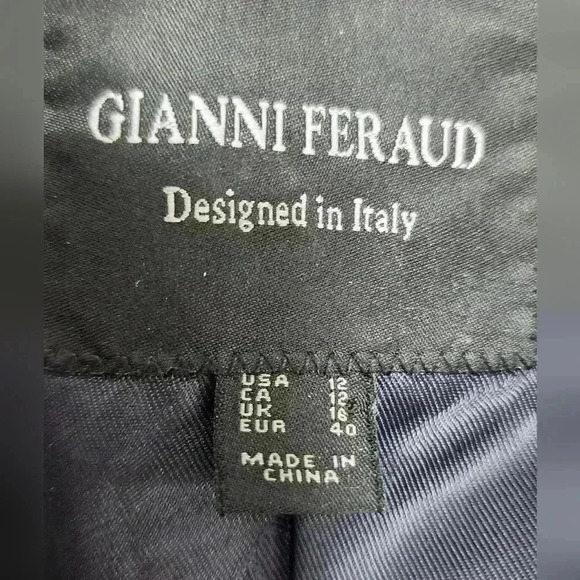 GIANNI FERAUD
Designed in Italy
USA 12
CA 12
UK 16
EUR 40
MADE IN
CHINA